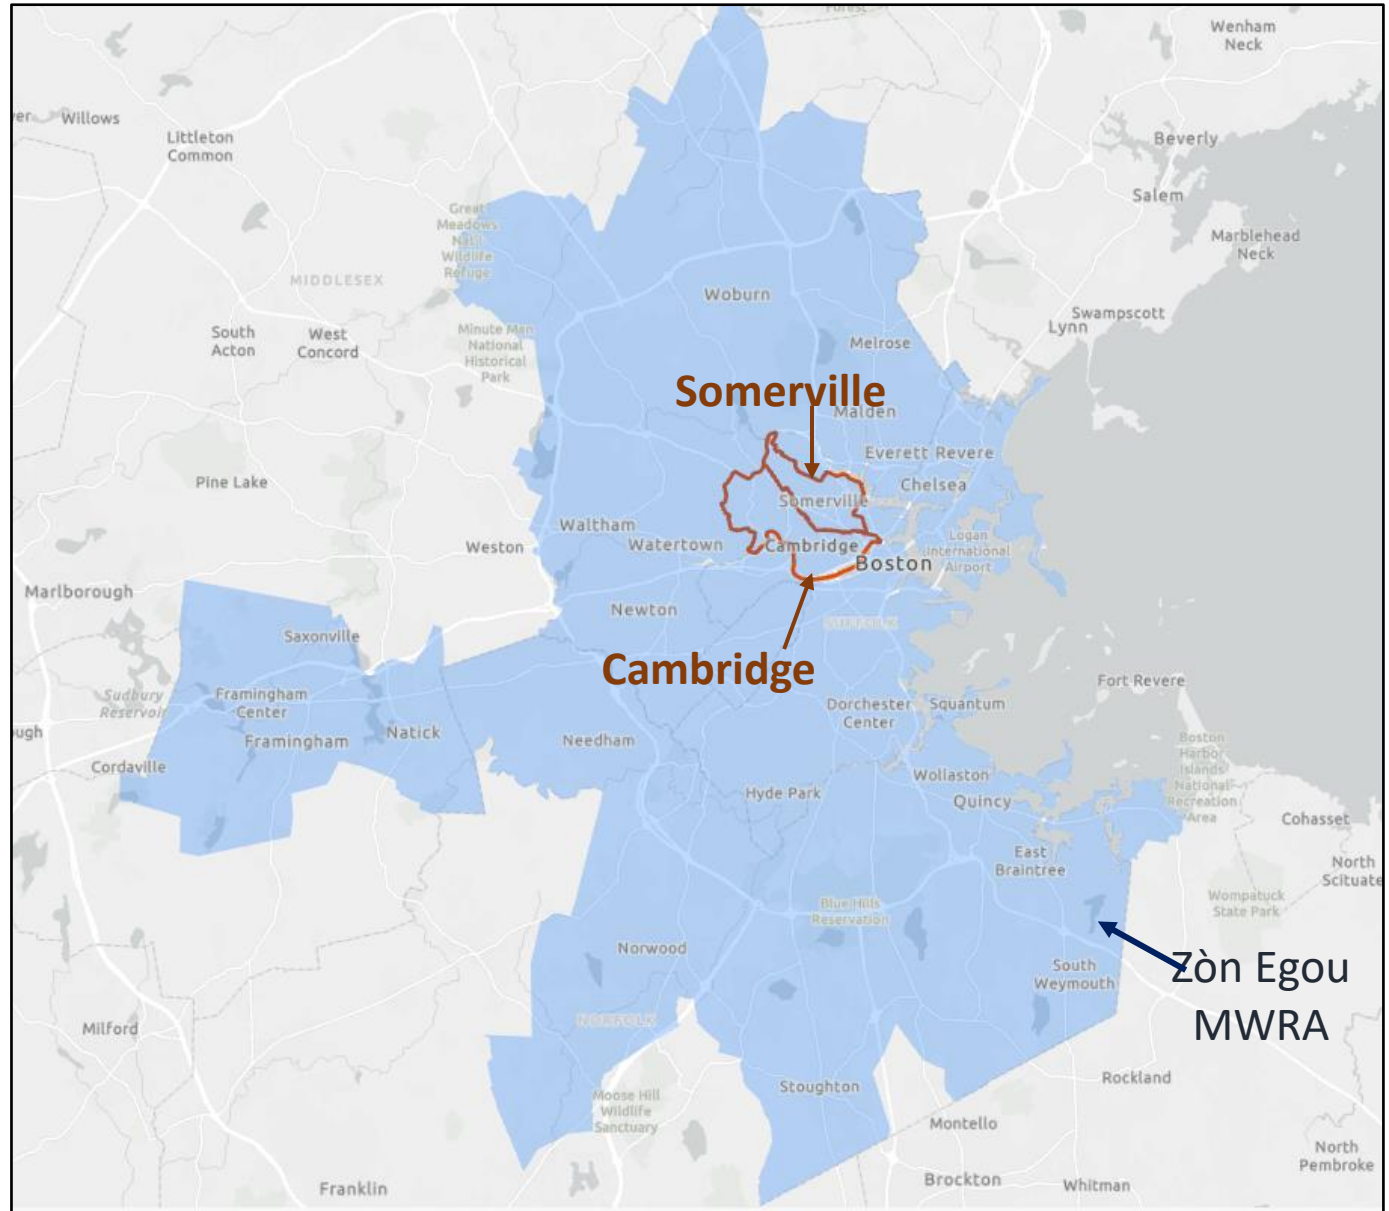 Forest
Wenham
Neck
Willows
Littleton
Common
Beverly
Salem
Great
Meadows
Nat'l
Wildlife
Refuge
Marblehead
Neck
MIDDLESEX
Woburn
Swampscott
Lynn
South
Acton
West
Concord
Minute Man
National
Historical
Park
Melrose
Somerville
Malden
Everett Revere
Pine Lake
Chelsea
Somerville
Waltham
Weston
Watertown
Cambridge
Boston
Logan
International
Airport
Marlborough
Newton
SUFFOLK
Saxonville
Cambridge
Fort Revere
Sudbury
Reservoir
Framingham
Center
Dorchester
Center
Squantum
ugh
Framingham
Natick
Needham
Boston
Harbor
Islands
National
Recreation
Area
Cordaville
Wollaston
Hyde Park
Quincy
Cohasset
East
Braintree
North
Scituate
Blue Hills
Reservation
Wompatuck
State Park
Norwood
South
Weymouth
Zòn Egou
MWRA
Milford
NORFOLK
Stoughton
Rockland
Moose Hill
Wildlife
Sanctuary
Montello
North
Pembroke
Franklin
Brockton
Whitman